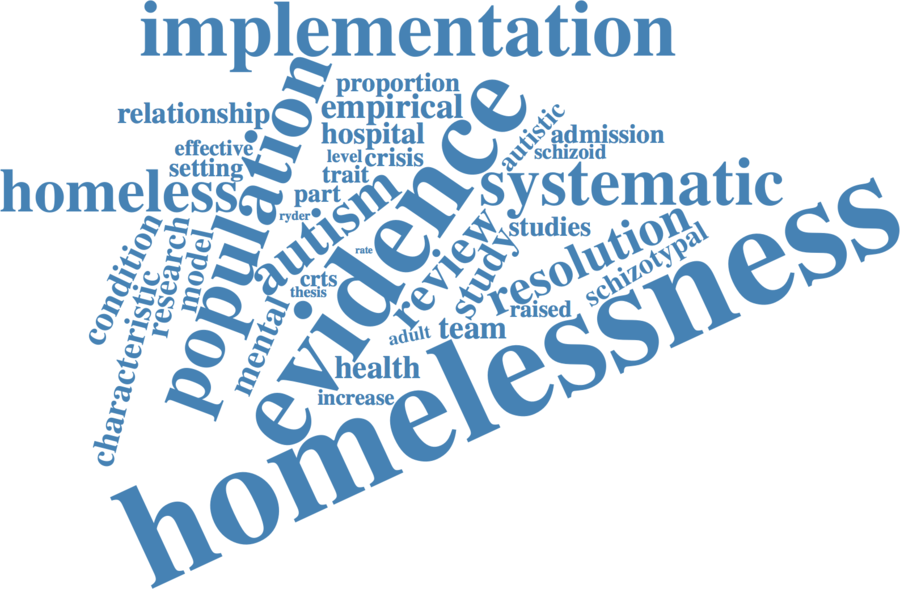 implementation
proportion
relationship
empirical
population
evidence
autistic
hospital
admission
effective
level
crisis
schizoid
setting
trait
homeless
part
systematic
autism
ryder
condition
research
model
rate
review
study
studies
resolution
schizotypal
characteristic
crts
thesis
mental
raised
adult
team
health
increase
homelessness